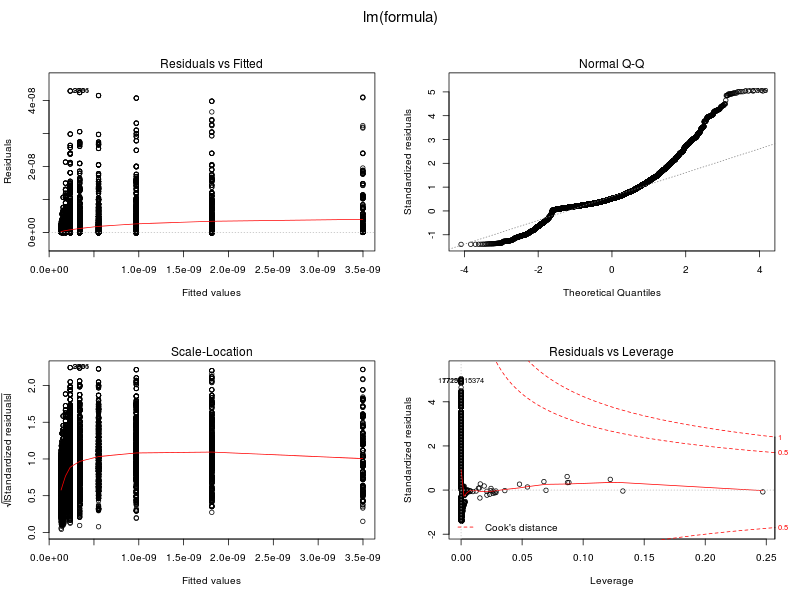 lm(formula)
Residuals vs Fitted
Residuals
0e+00
2e-08
4e-08
0.0e+00 1.0e-09 1.5e-09 2.0e-09 2.5e-09 3.0e-09 3.5e-09
Fitted values
Normal Q-Q
Standardized residuals
-1 0 1 2 3 4 5
-4 -2 0 2 4
Theoretical Quantiles
Scale-Location
√|Standardized residuals|
0.0 0.5 1.0 1.5 2.0
0.0e+00 1.0e-09 1.5e-09 2.0e-09 2.5e-09 3.0e-09 3.5e-09
Fitted values
Residuals vs Leverage
Standardized residuals
-2 0 2 4
1
0.5
0.5
Cook's distance
0.00 0.05 0.10 0.15 0.20 0.25
Leverage